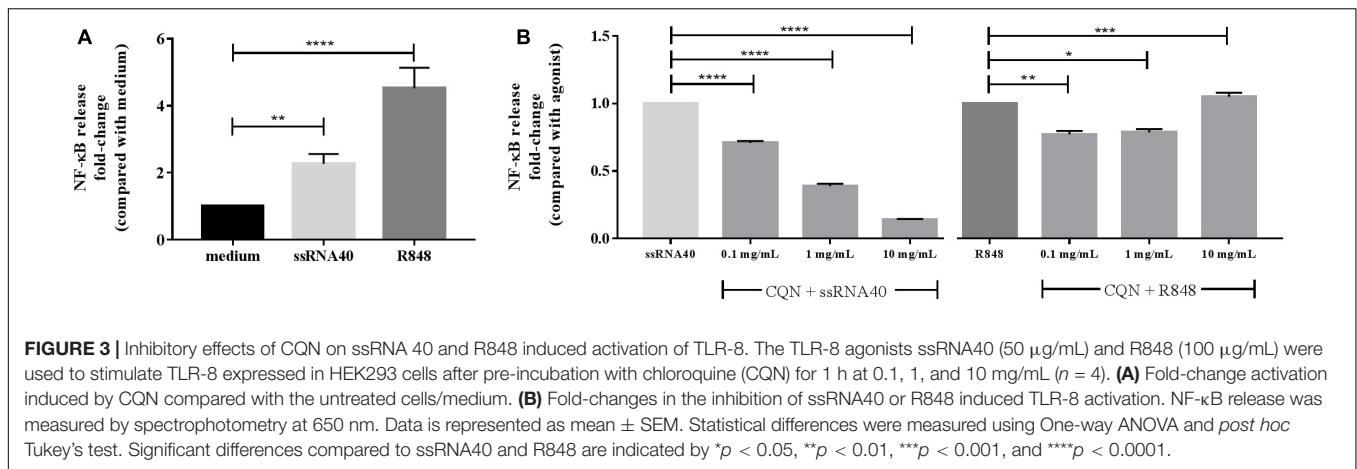 A
NF-κB release
fold-change
(compared with medium)
6
4
2
0
****
**
medium ssRNA40 R848
B
NF-κB release
fold-change
(compared with agonist)
1.5
1.0
0.5
0.0
****
****
****
ssRNA40 0.1 mg/mL 1 mg/mL 10 mg/mL
CQN + ssRNA40
***
*
**
R848 0.1 mg/mL 1 mg/mL 10 mg/mL
CQN + R848
FIGURE 3 | Inhibitory effects of CQN on ssRNA 40 and R848 induced activation of TLR-8. The TLR-8 agonists ssRNA40 (50 μg/mL) and R848 (100 μg/mL) were
used to stimulate TLR-8 expressed in HEK293 cells after pre-incubation with chloroquine (CQN) for 1 h at 0.1, 1, and 10 mg/mL (n = 4). (A) Fold-change activation
induced by CQN compared with the untreated cells/medium. (B) Fold-changes in the inhibition of ssRNA40 or R848 induced TLR-8 activation. NF-κB release was
measured by spectrophotometry at 650 nm. Data is represented as mean ± SEM. Statistical differences were measured using One-way ANOVA and post hoc
Tukey's test. Significant differences compared to ssRNA40 and R848 are indicated by *p < 0.05, **p < 0.01, ***p < 0.001, and ****p < 0.0001.